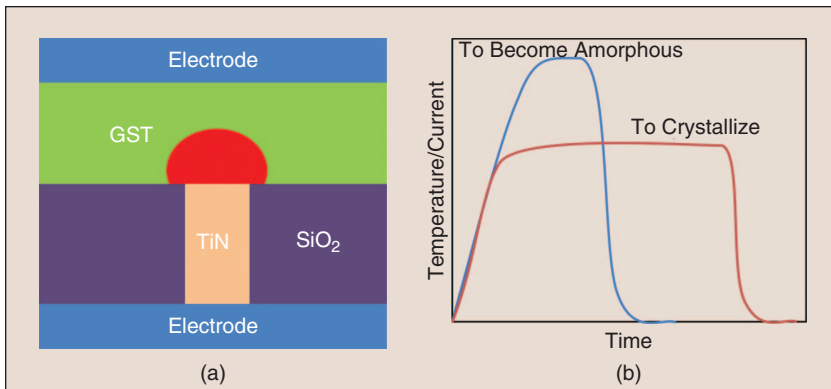 Electrode
GST
TiN
SiO₂
Electrode
(a)
To Become Amorphous
To Crystallize
Temperature/Current
Time
(b)